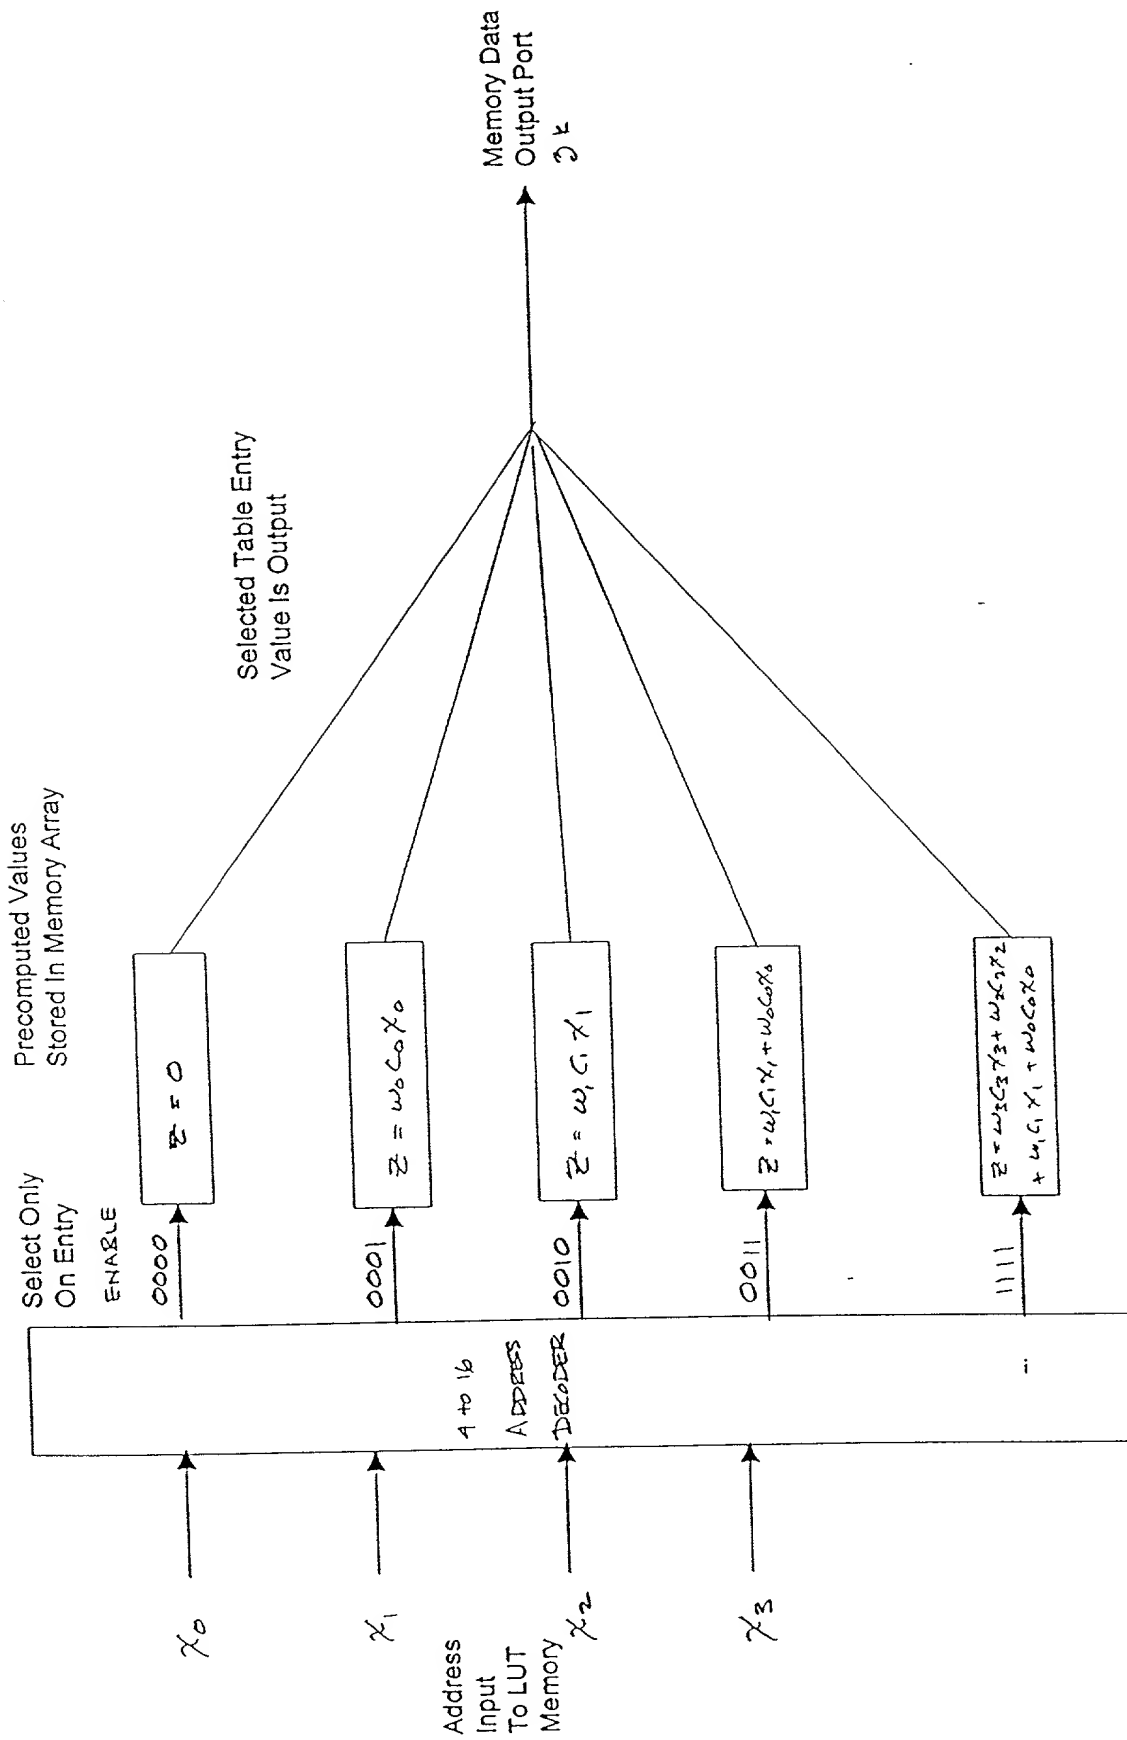 Address
Input
To LUT
Memory
x₀
x₁
x₂
x₃
4 to 16
ADDRESS
DECODER
Select Only
On Entry
ENABLE
0000
0001
0010
0011
1111
Precomputed Values
Stored In Memory Array
Z = 0
Z = w₀C₀x₀
Z = w₁C₁x₁
Z = w₁C₁x₁ + w₀C₀x₀
Z = w₃C₃x₃ + w₂C₂x₂
+ w₁C₁x₁ + w₀C₀x₀
Selected Table Entry
Value Is Output
Memory Data
Output Port